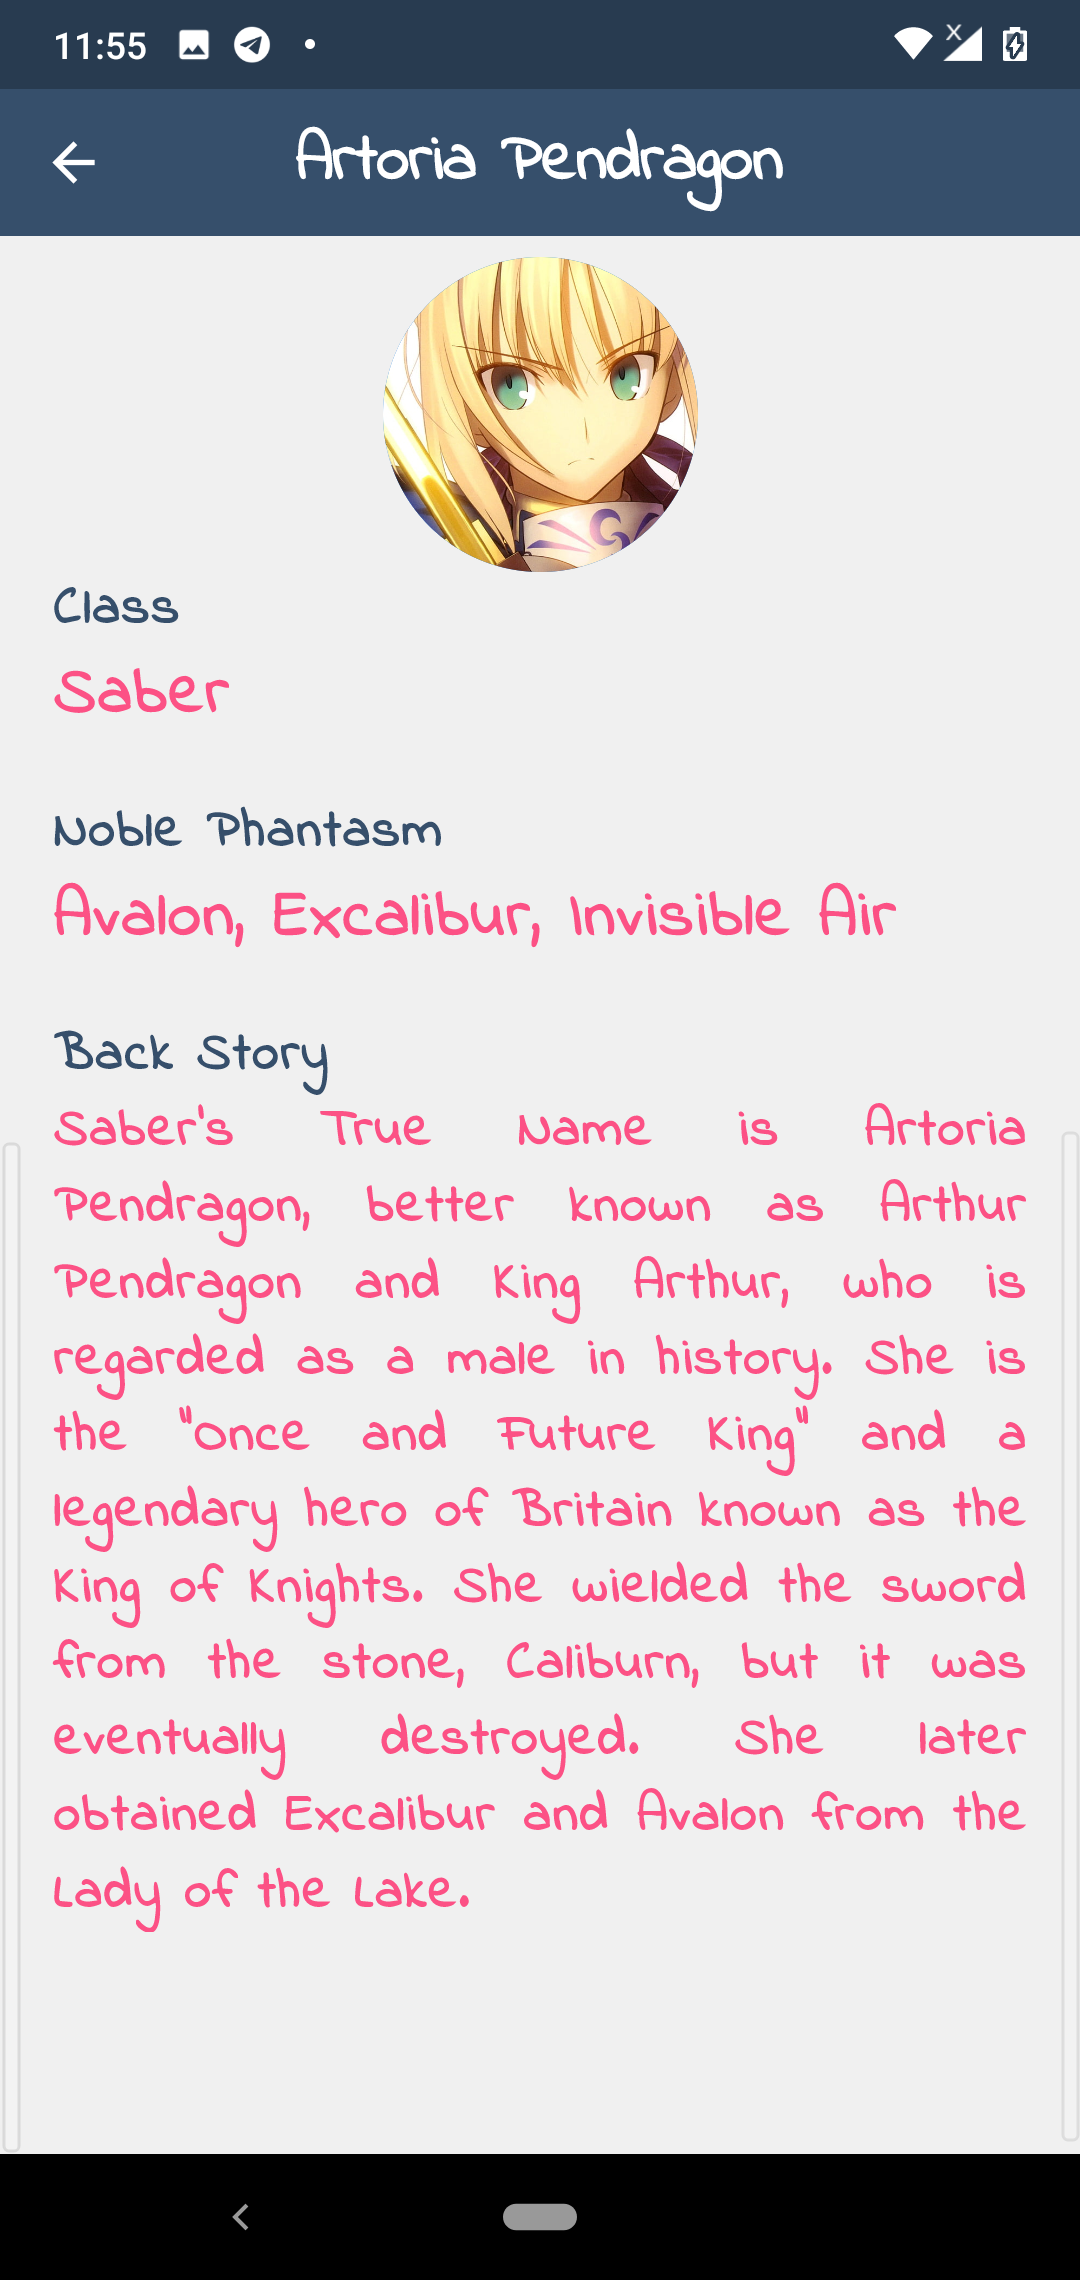 11:55
Artoria Pendragon
Class
Saber
Noble Phantasm
Avalon, Excalibur, Invisible Air
Back Story
Saber's True Name is Artoria
Pendragon, better known as Arthur
Pendragon and King Arthur, who is
regarded as a male in history. She is
the "Once and Future King" and a
legendary hero of Britain known as the
King of Knights. She wielded the sword
from the stone, Caliburn, but it was
eventually destroyed. She later
obtained Excalibur and Avalon from the
Lady of the Lake.